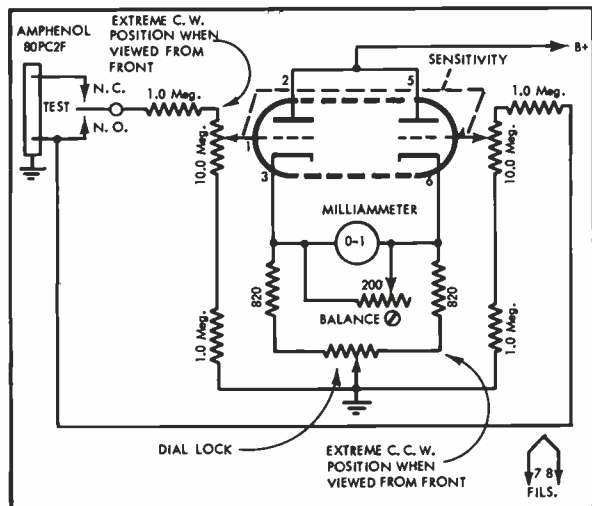 AMPHENOL
80PC2F
EXTREME C. W.
POSITION WHEN
VIEWED FROM
FRONT
SENSITIVITY
B+
N. C.
TEST
N. O.
1.0 Meg.
2
5
1.0 Meg.
10.0 Meg.
1
3
6
10.0 Meg.
MILLIAMMETER
0-1
820
200
820
BALANCE
1.0 Meg.
1.0 Meg.
DIAL LOCK
EXTREME C. C. W.
POSITION WHEN
VIEWED FROM FRONT
7 8
FILS.